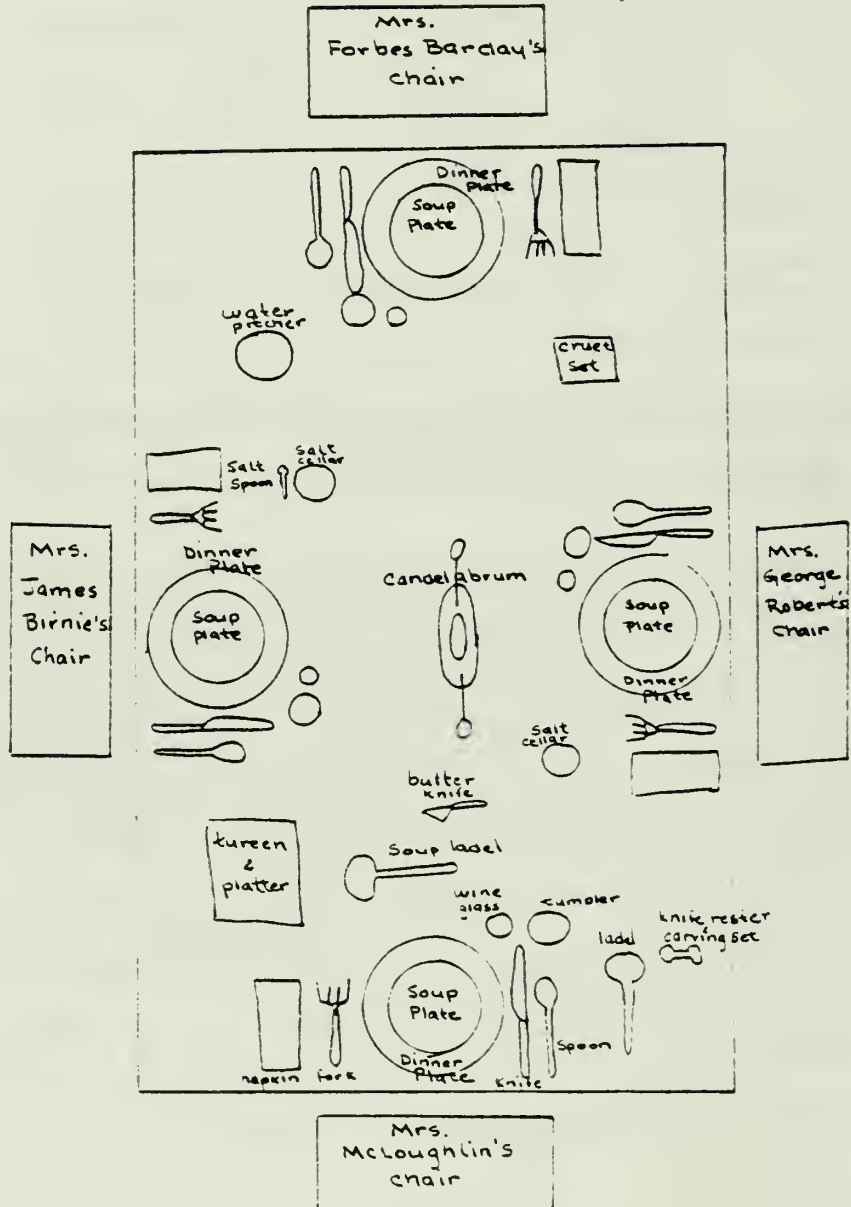 Mrs.
Forbes Barclay's
Chair
Dinner
Plate
Soup
Plate
water
pitcher
cruet
Set
Salt
cellar
Salt
Spoon
Mrs.
James
Birnie's
Chair
Dinner
Plate
Soup
plate
Candelabrum
Soup
Plate
Dinner
Plate
Mrs.
George
Robert's
Chair
Salt
cellar
butter
knife
tureen
&
platter
Soup ladel
wine
glass
tumbler
ladel
knife rester
&
carving set
Soup
Plate
Dinner
Plate
napkin
fork
Knife
Spoon
Mrs.
McLoughlin's
chair